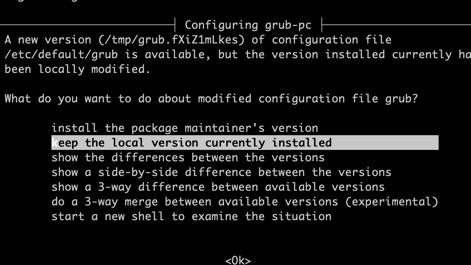 Configuring grub-pc
A new version (/tmp/grub.fXiZ1mLkes) of configuration file
/etc/default/grub is available, but the version installed currently ha
been locally modified.
What do you want to do about modified configuration file grub?
install the package maintainer's version
keep the local version currently installed
show the differences between the versions
show a side-by-side difference between the versions
show a 3-way difference between available versions
do a 3-way merge between available versions (experimental)
start a new shell to examine the situation
<Ok>